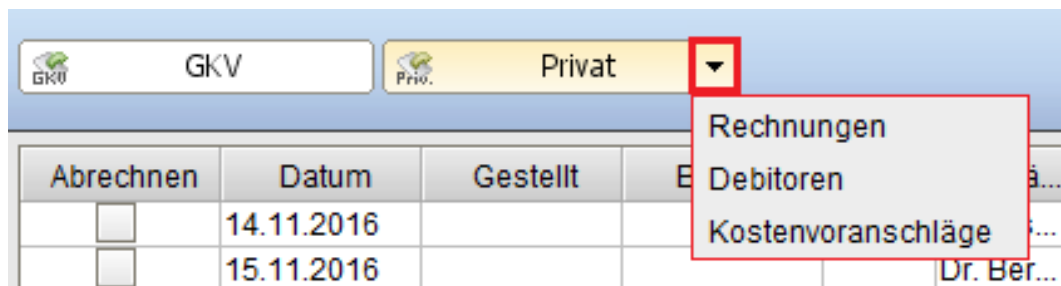 GKV GKV Priv. Privat
Rechnungen
Abrechnen Datum Gestellt E Debitoren ä...
14.11.2016 Kostenvoranschläge s...
15.11.2016 Dr. Ber...